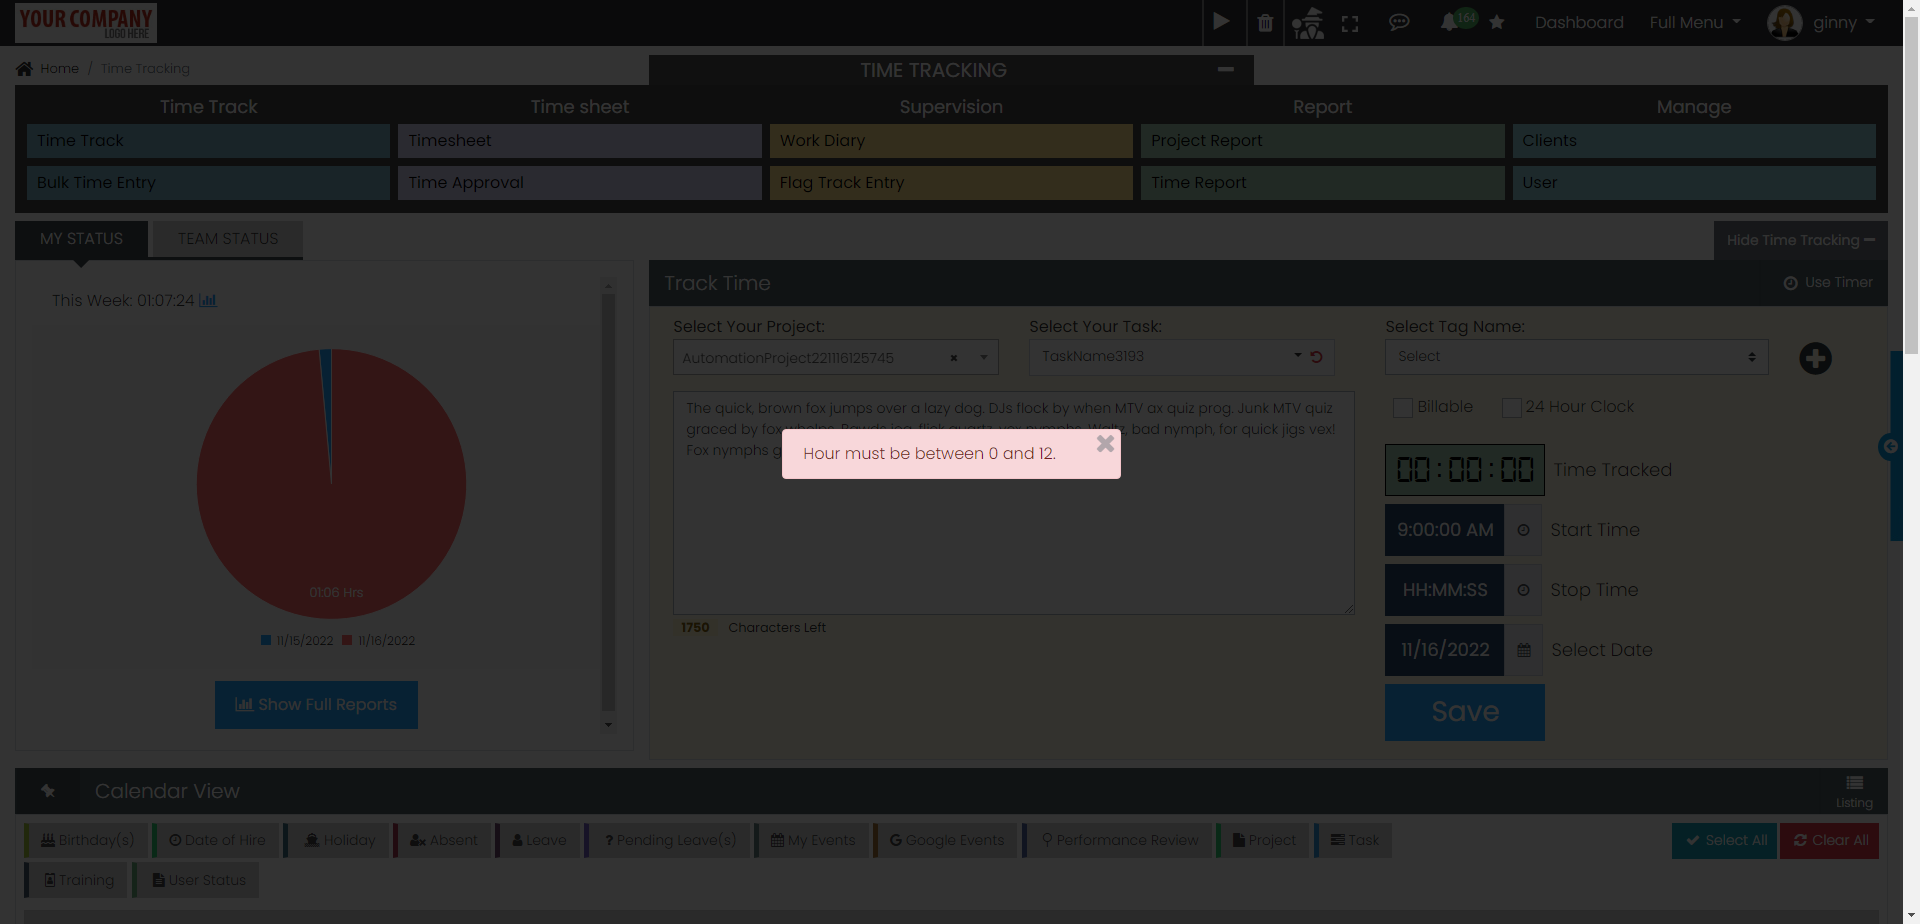 YOUR COMPANY
LOGO HERE
164
Dashboard
Full Menu
ginny
Home / Time Tracking
TIME TRACKING
Time Track
Time sheet
Supervision
Report
Manage
Time Track
Timesheet
Work Diary
Project Report
Clients
Bulk Time Entry
Time Approval
Flag Track Entry
Time Report
User
MY STATUS
TEAM STATUS
Hide Time Tracking
This Week: 01:07:24
01:06 Hrs
11/15/2022
11/16/2022
Show Full Reports
Track Time
Use Timer
Select Your Project:
Select Your Task:
Select Tag Name:
AutomationProject221116125745
TaskName3193
Select
The quick, brown fox jumps over a lazy dog. DJs flock by when MTV ax quiz prog. Junk MTV quiz
graced by fox bad nymph, for quick jigs vex!
Fox nymphs
Hour must be between 0 and 12.
1750 Characters Left
Billable
24 Hour Clock
00:00:00
Time Tracked
9:00:00 AM
Start Time
HH:MM:SS
Stop Time
11/16/2022
Select Date
Save
Calendar View
Listing
Birthday(s)
Date of Hire
Holiday
Absent
Leave
? Pending Leave(s)
My Events
Google Events
Performance Review
Project
Task
Select All
Clear All
Training
User Status